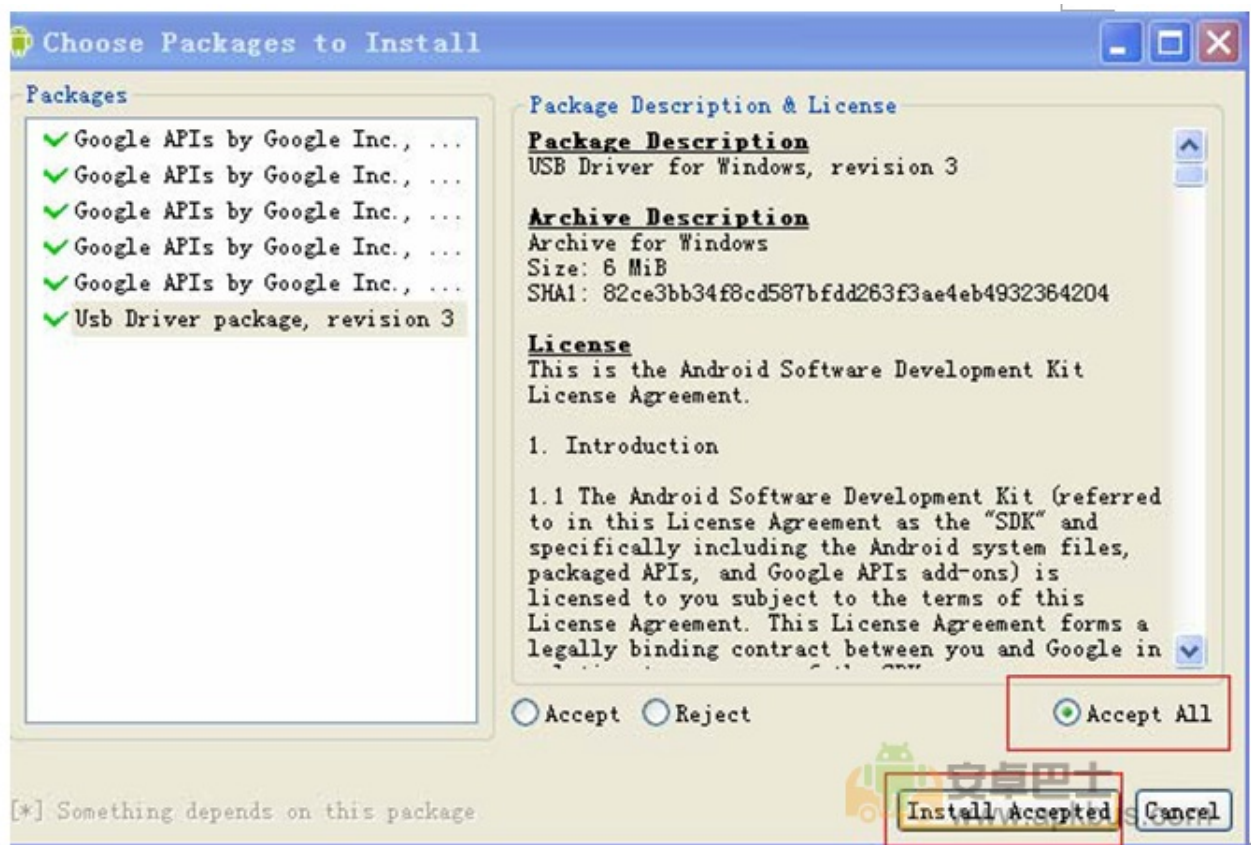 Choose Packages to Install
Packages
Google APIs by Google Inc., ...
Google APIs by Google Inc., ...
Google APIs by Google Inc., ...
Google APIs by Google Inc., ...
Google APIs by Google Inc., ...
Usb Driver package, revision 3
Package Description & License
Package Description
USB Driver for Windows, revision 3
Archive Description
Archive for Windows
Size: 6 MiB
SHA1: 82ce3bb34f8cd587bfdd263f3ae4eb4932364204
License
This is the Android Software Development Kit
License Agreement.
1. Introduction
1.1 The Android Software Development Kit (referred
to in this License Agreement as the "SDK" and
specifically including the Android system files,
packaged APIs, and Google APIs add-ons) is
licensed to you subject to the terms of this
License Agreement. This License Agreement forms a
legally binding contract between you and Google in
Accept
Reject
Accept All
安卓巴士
[*] Something depends on this package
Install Accepted
Cancel